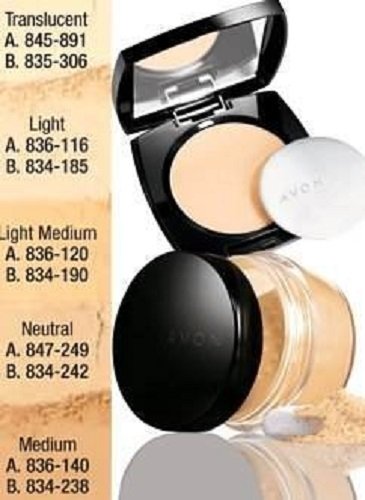 Translucent
A. 845-891
B. 835-306
Light
A. 836-116
B. 834-185
Light Medium
A. 836-120
B. 834-190
Neutral
A. 847-249
B. 834-242
Medium
A. 836-140
B. 834-238
AVON
AVON